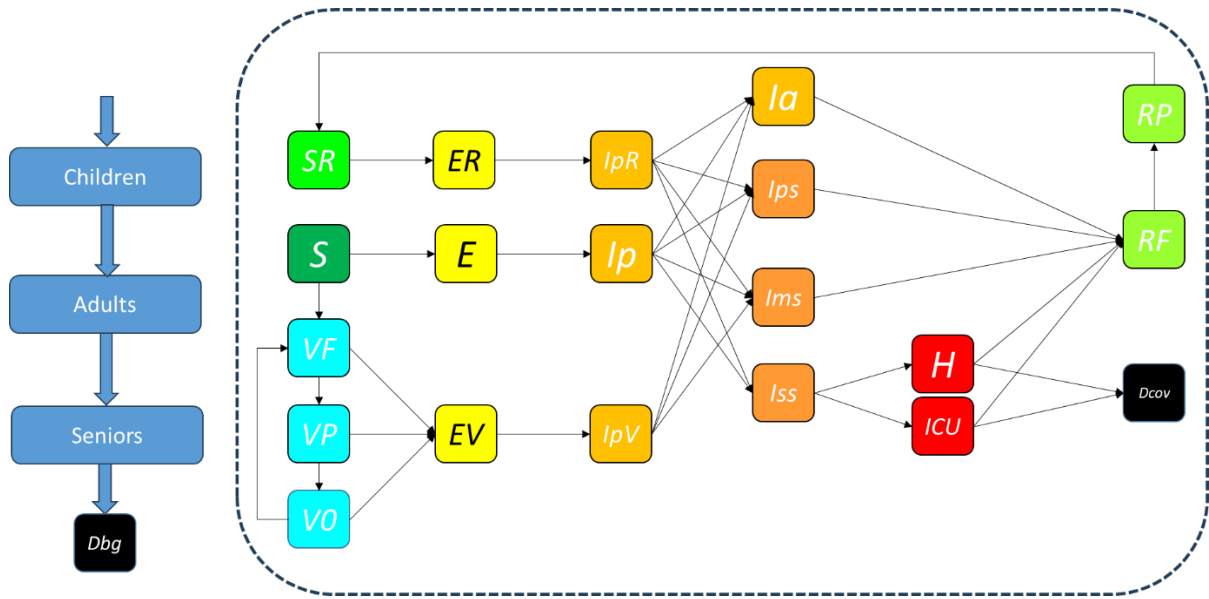 Children
Adults
Seniors
Dbg
SR
ER
IpR
Ia
RP
Ips
S
E
Ip
RF
Ims
VF
H
Iss
Dcov
VP
EV
IpV
ICU
V0